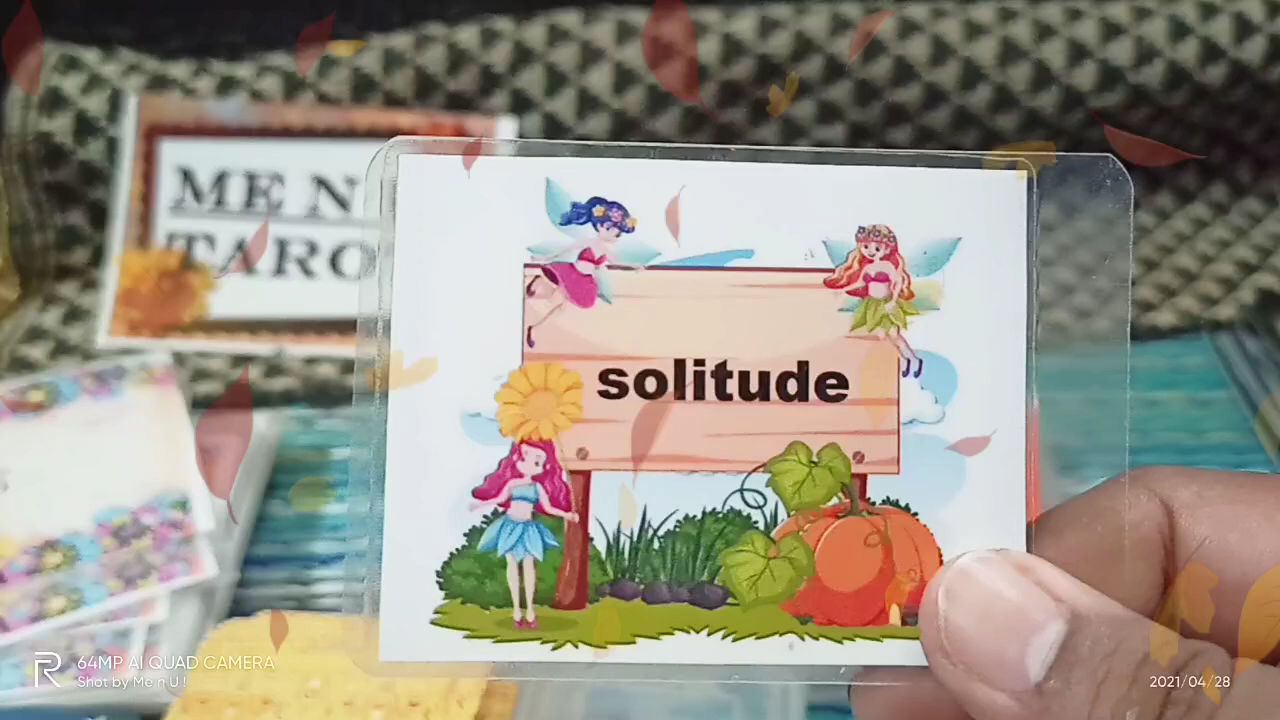 ME N
TARO
solitude
64MP AI QUAD CAMERA
Shot by Me n U !
2021/04/28